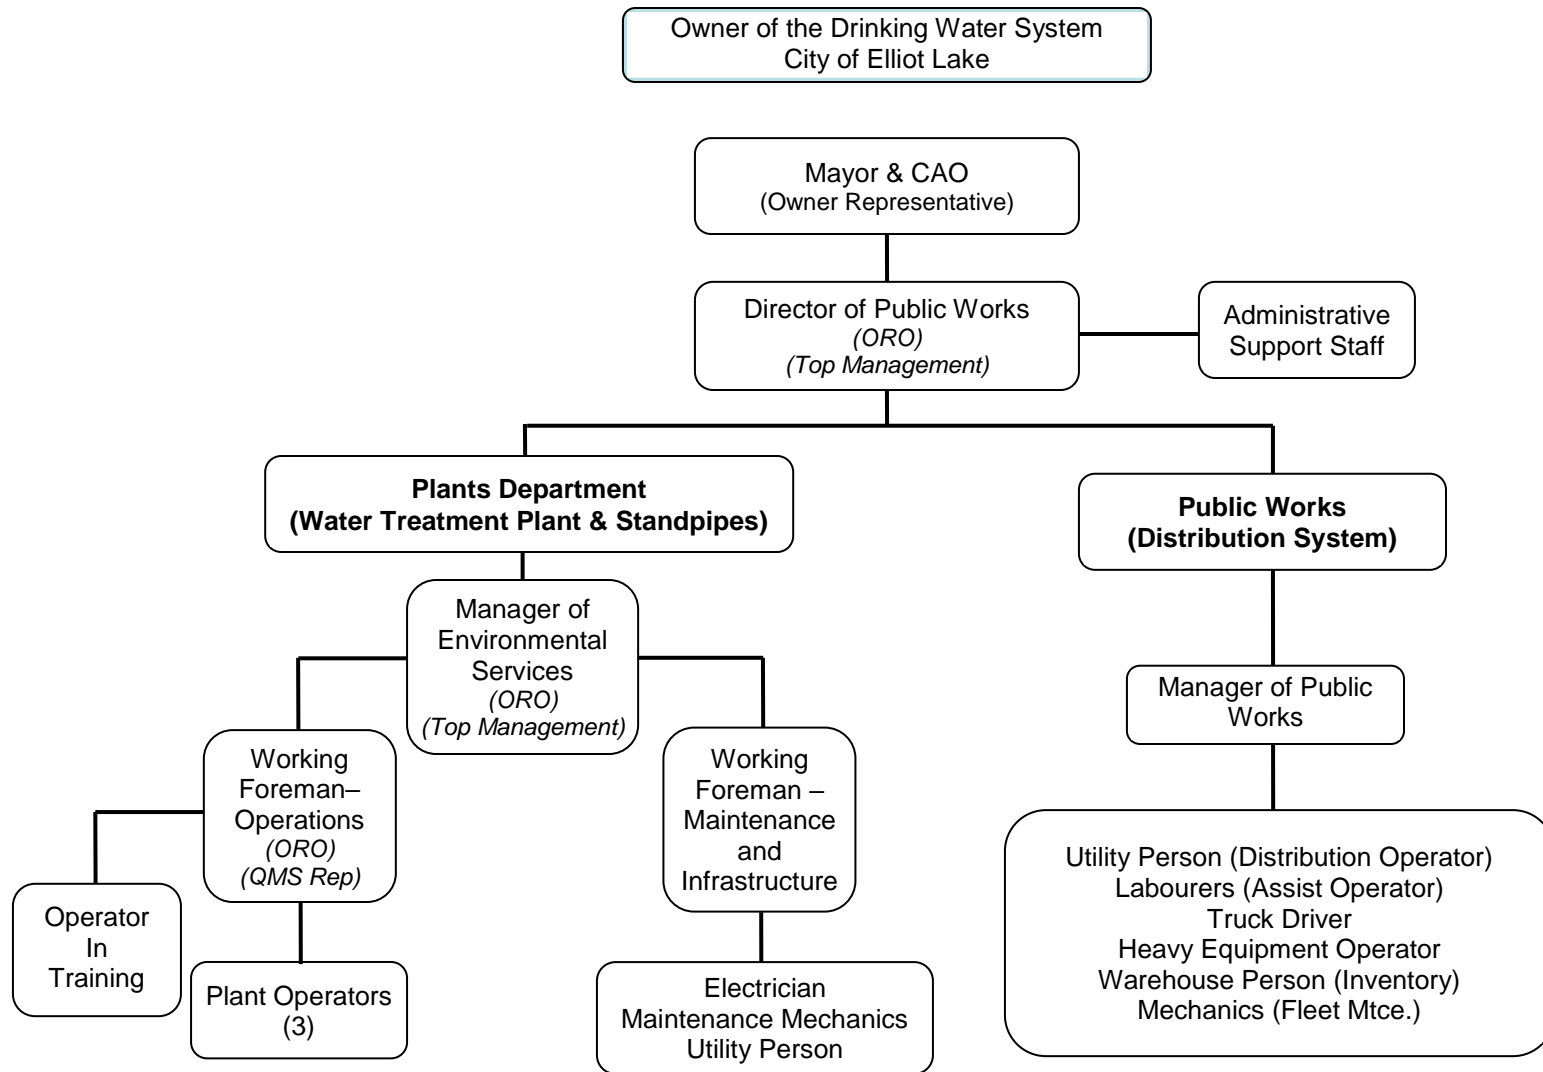 Owner of the Drinking Water System
City of Elliot Lake
Mayor & CAO
(Owner Representative)
Director of Public Works
(ORO)
(Top Management)
Administrative
Support Staff
Plants Department
(Water Treatment Plant & Standpipes)
Public Works
(Distribution System)
Manager of
Environmental
Services
(ORO)
(Top Management)
Manager of Public
Works
Working
Foreman–
Operations
(ORO)
(QMS Rep)
Working
Foreman –
Maintenance
and
Infrastructure
Operator
In
Training
Plant Operators
(3)
Electrician
Maintenance Mechanics
Utility Person
Utility Person (Distribution Operator)
Labourers (Assist Operator)
Truck Driver
Heavy Equipment Operator
Warehouse Person (Inventory)
Mechanics (Fleet Mtce.)